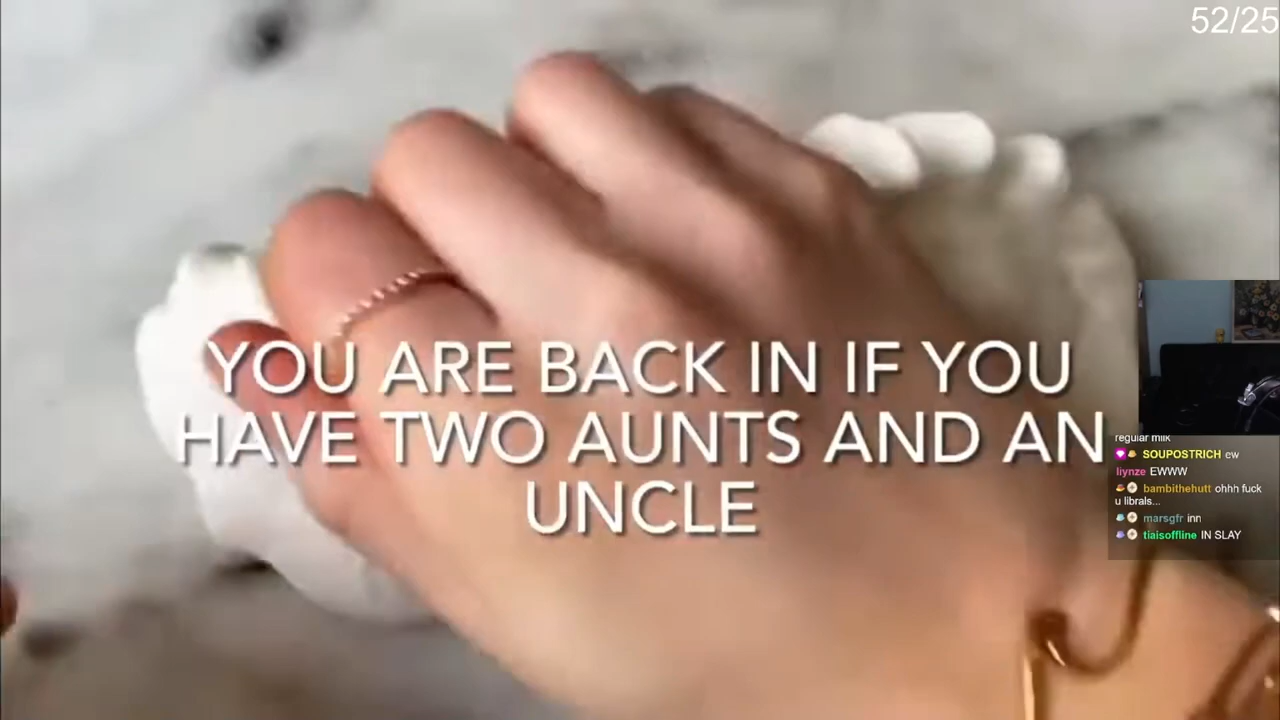 52/25
YOU ARE BACK IN IF YOU
HAVE TWO AUNTS AND AN
UNCLE
regular milk
SOUPOSTRICH ew
liynze EWWW
bambithehutt ohhh fuck
u librals...
marsgfr inn
tiaisoffline IN SLAY